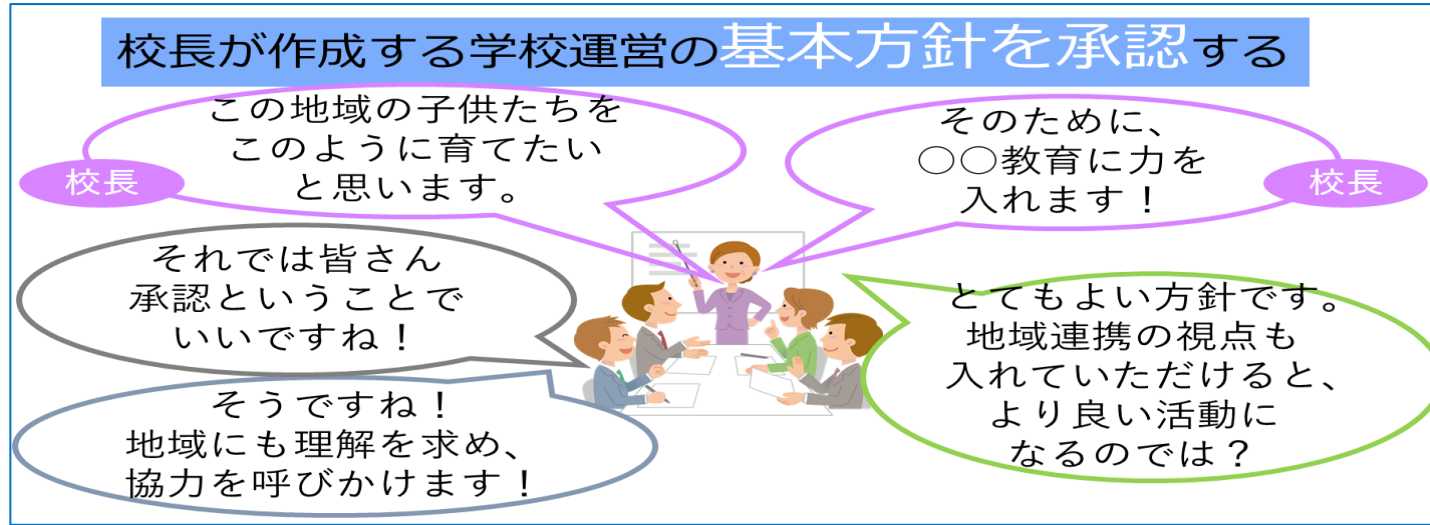 校長が作成する学校運営の基本方針を承認する
この地域の子供たちを
このように育てたい
と思います。
校長
そのために、
○○教育に力を
入れます！
校長
それでは皆さん
承認ということで
いいですね！
とてもよい方針です。
地域連携の視点も
入れていただけると、
より良い活動に
なるのでは？
そうですね！
地域にも理解を求め、
協力を呼びかけます！